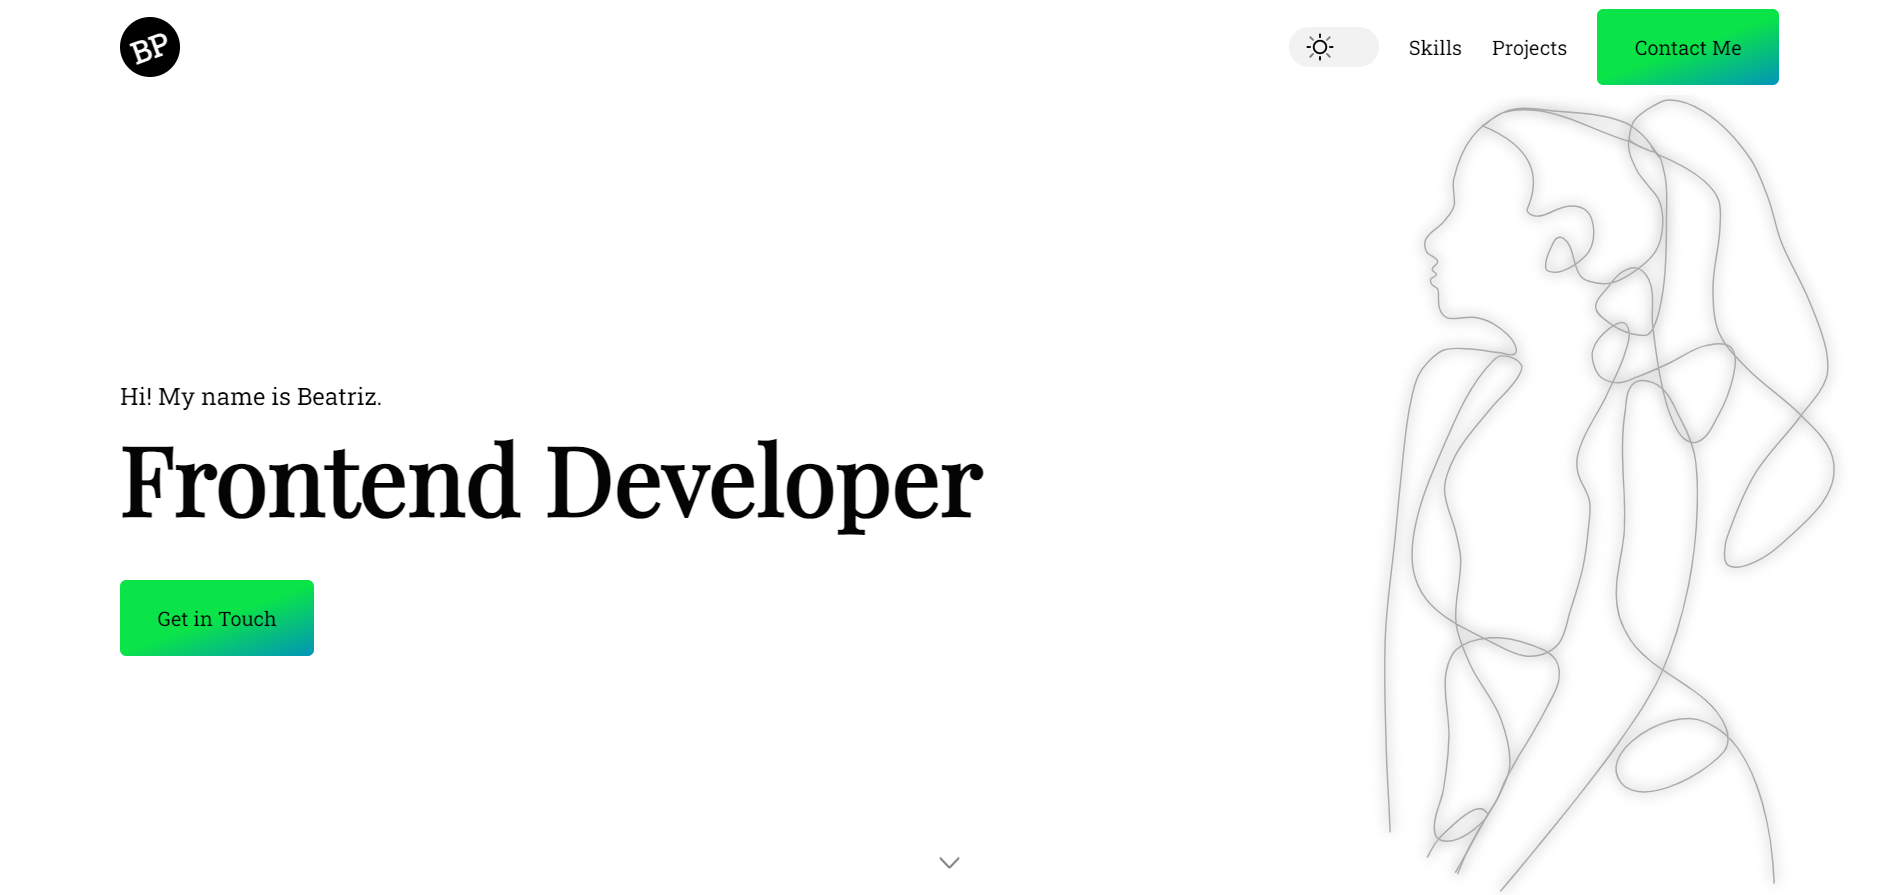 BP
Skills
Projects
Contact Me
Hi! My name is Beatriz.
Frontend Developer
Get in Touch